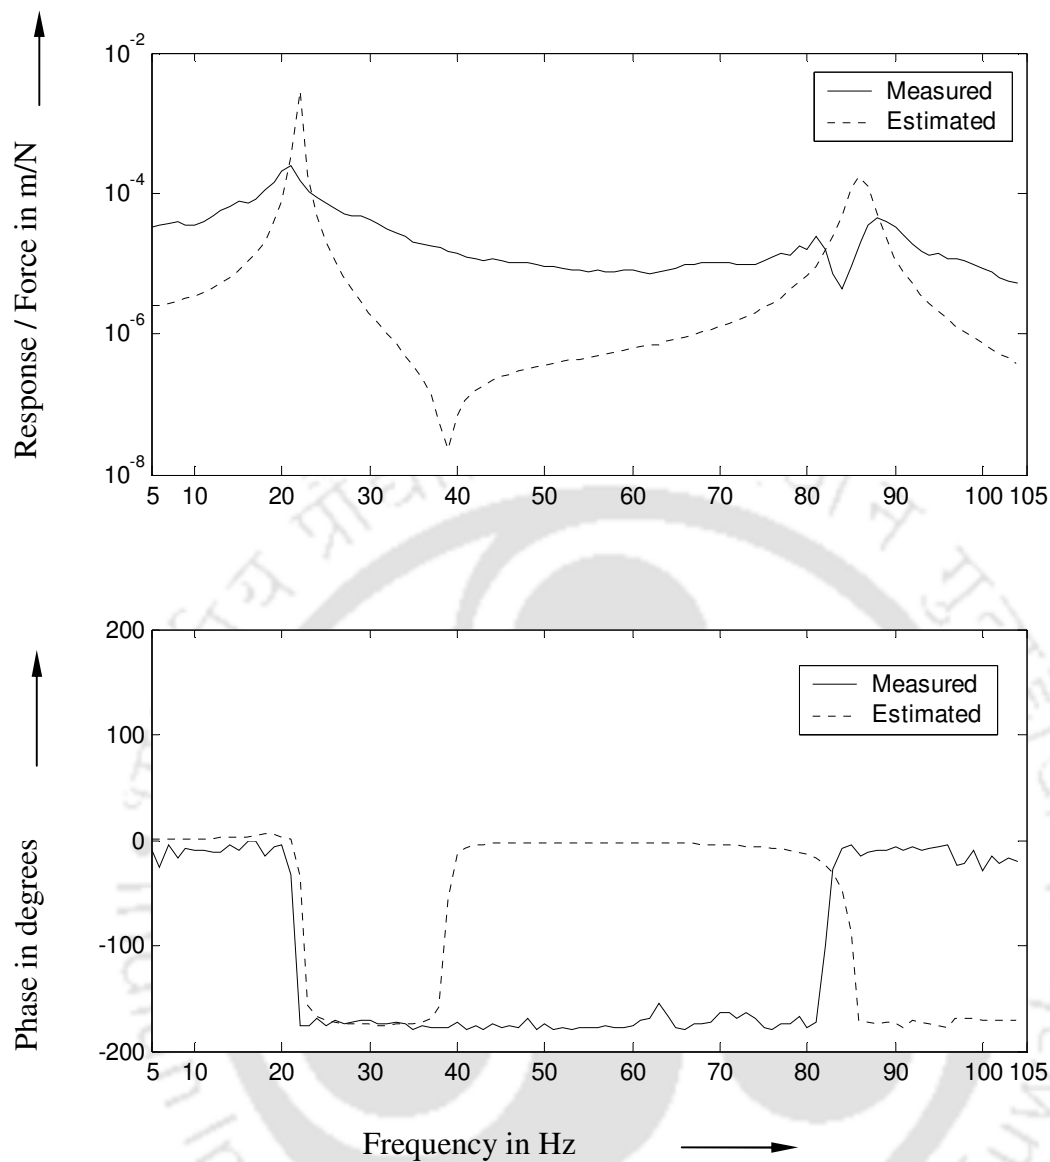 Response / Force in m/N
10-2
10-4
10-6
10-8
Measured
Estimated
5 10 20 30 40 50 60 70 80 90 100 105
Phase in degrees
200
100
0
-100
-200
Measured
Estimated
5 10 20 30 40 50 60 70 80 90 100 105
Frequency in Hz